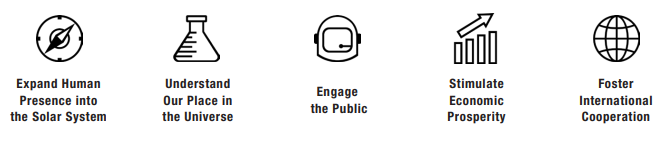 Expand Human
Presence into
the Solar System
Understand
Our Place in
the Universe
Engage
the Public
Stimulate
Economic
Prosperity
Foster
International
Cooperation